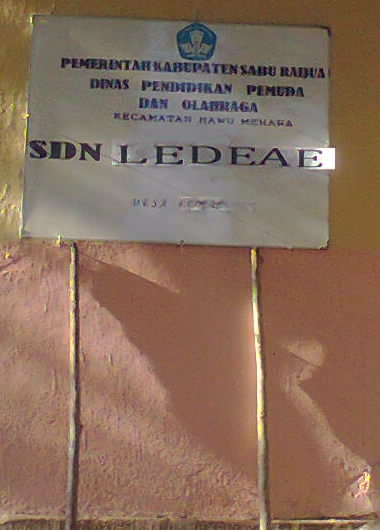 PEMERINTAH KABUPATEN SABU RAIJUA
DINAS PENDIDIKAN PEMUDA
DAN OLAHRAGA
KECAMATAN HAWU MEHARA
SDN LEDEAE
DESA